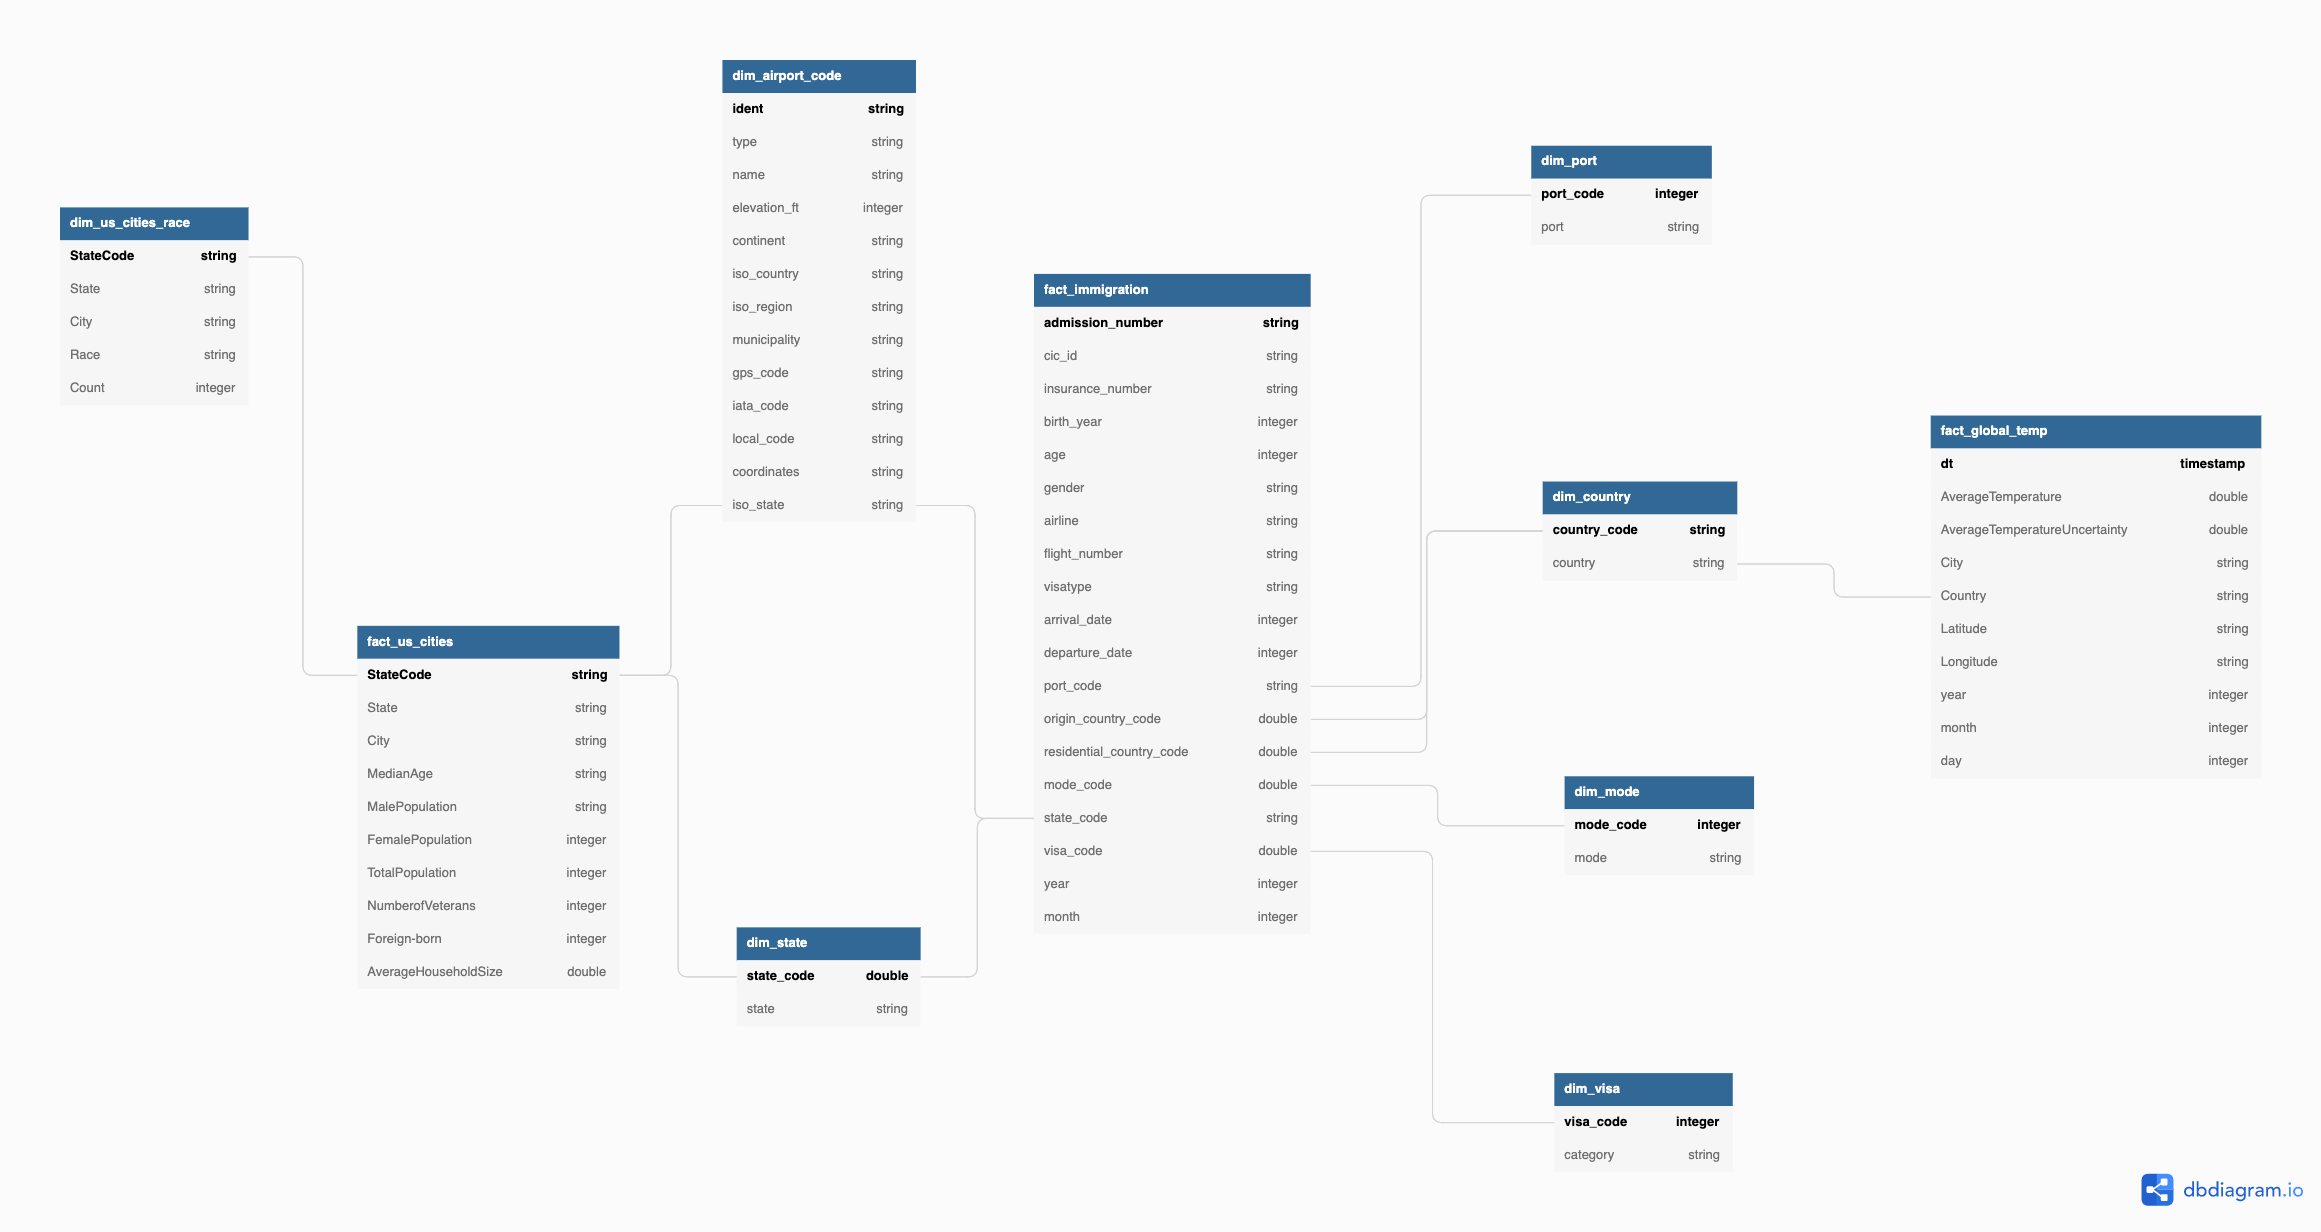 dim_us_cities_race
StateCode string
State string
City string
Race string
Count integer
fact_us_cities
StateCode string
State string
City string
MedianAge string
MalePopulation string
FemalePopulation integer
TotalPopulation integer
NumberofVeterans integer
Foreign-born integer
AverageHouseholdSize double
dim_airport_code
ident string
type string
name string
elevation_ft integer
continent string
iso_country string
iso_region string
municipality string
gps_code string
iata_code string
local_code string
coordinates string
iso_state string
dim_state
state_code double
state string
fact_immigration
admission_number string
cic_id string
insurance_number string
birth_year integer
age integer
gender string
airline string
flight_number string
visatype string
arrival_date integer
departure_date integer
port_code string
origin_country_code double
residential_country_code double
mode_code double
state_code string
visa_code double
year integer
month integer
dim_port
port_code integer
port string
dim_country
country_code string
country string
dim_mode
mode_code integer
mode string
dim_visa
visa_code integer
category string
fact_global_temp
dt timestamp
AverageTemperature double
AverageTemperatureUncertainty double
City string
Country string
Latitude string
Longitude string
year integer
month integer
day integer
dbdiagram.io